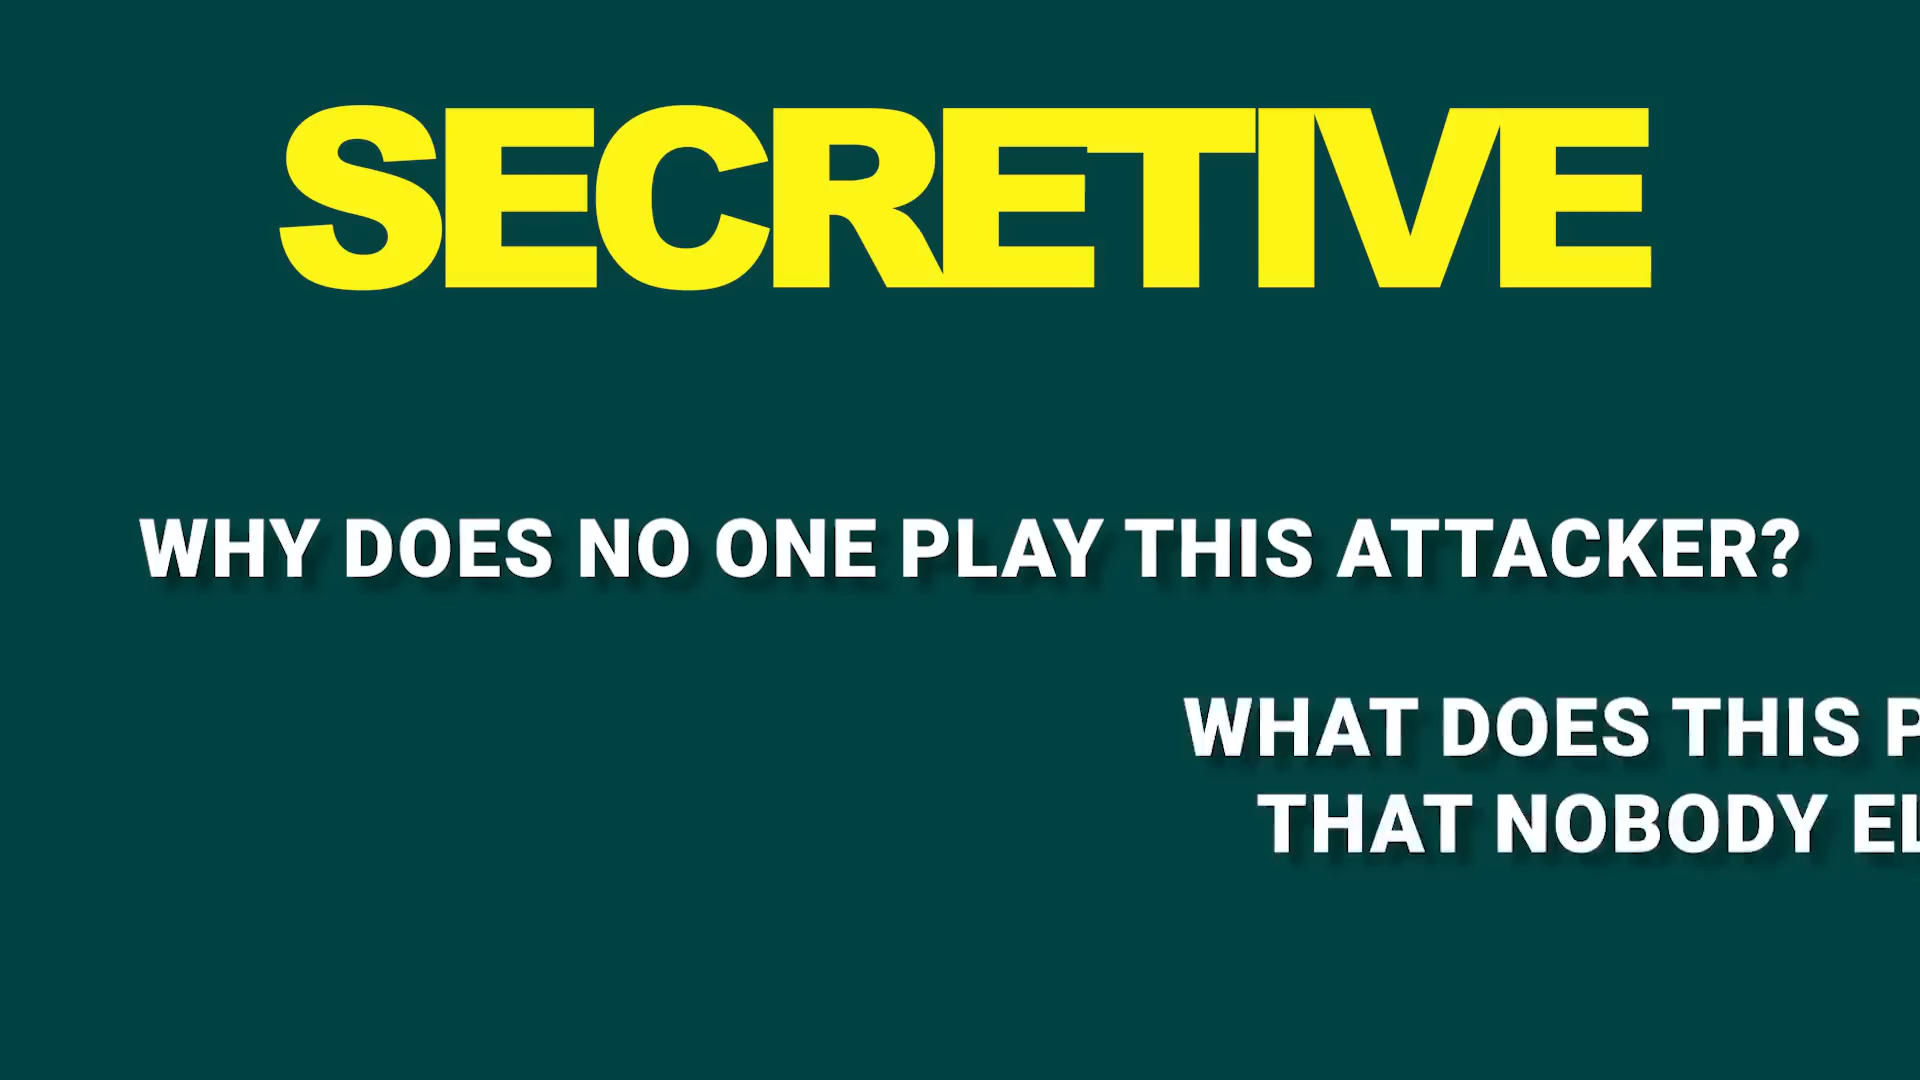 SECRETIVE
WHY DOES NO ONE PLAY THIS ATTACKER?
WHAT DOES THIS
THAT NOBODY